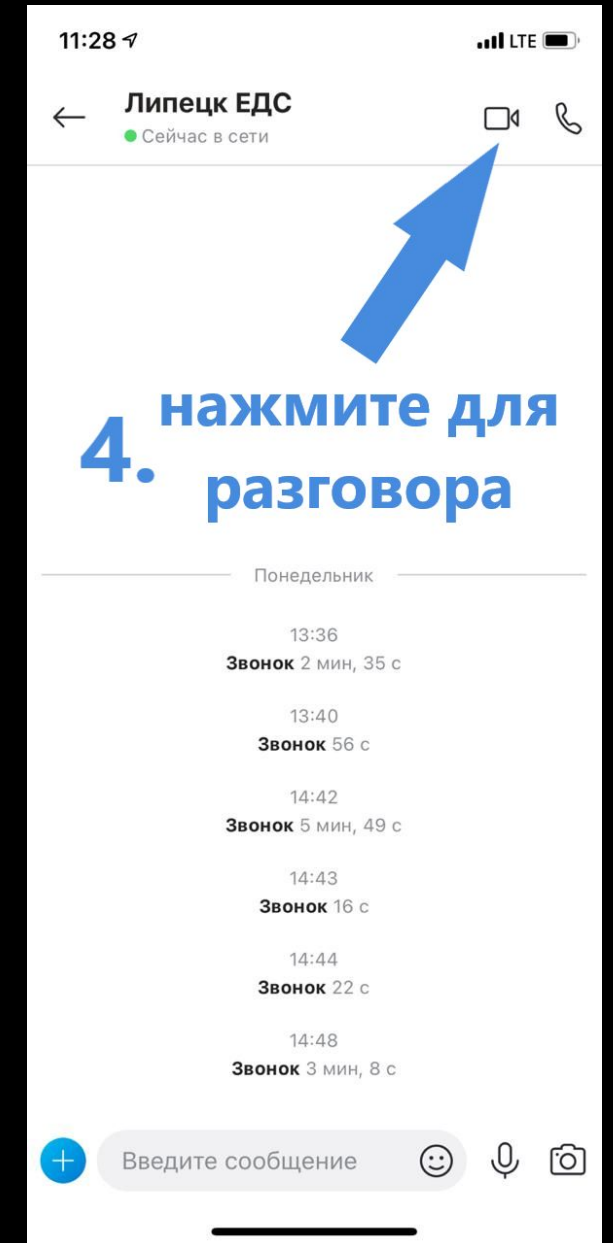 11:28 LTE
Липецк ЕДС
Сейчас в сети
4. нажмите для
разговора
Понедельник
13:36
Звонок 2 мин, 35 с
13:40
Звонок 56 с
14:42
Звонок 5 мин, 49 с
14:43
Звонок 16 с
14:44
Звонок 22 с
14:48
Звонок 3 мин, 8 с
Введите сообщение